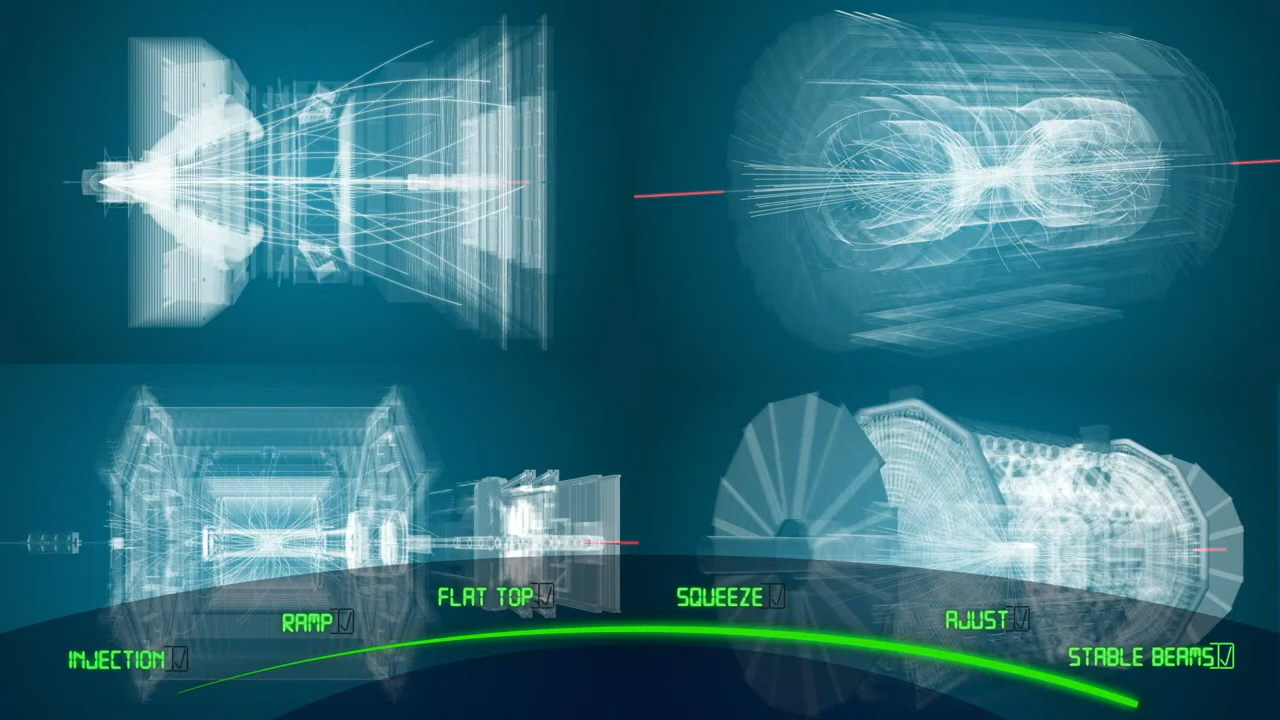 INJECTION
RAMP
FLAT TOP
SQUEEZE
AJUST
STABLE BEAMS